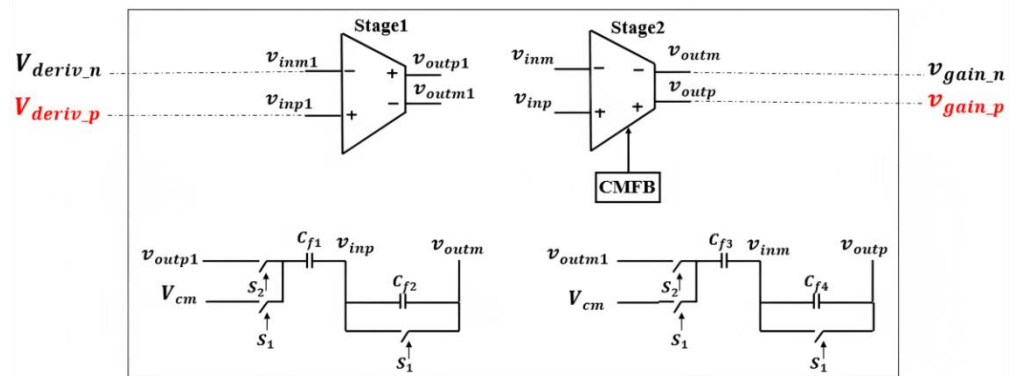 Stage1
Stage2
V_deriv_n
v_inm1
v_outp1
v_inm
v_outm
v_gain_n
V_deriv_p
v_inp1
v_outm1
v_inp
v_outp
v_gain_p
CMFB
C_f1
v_inp
v_outm
v_outp1
S_2
C_f2
V_cm
S_1
S_1
C_f3
v_inm
v_outp
v_outm1
S_2
C_f4
V_cm
S_1
S_1